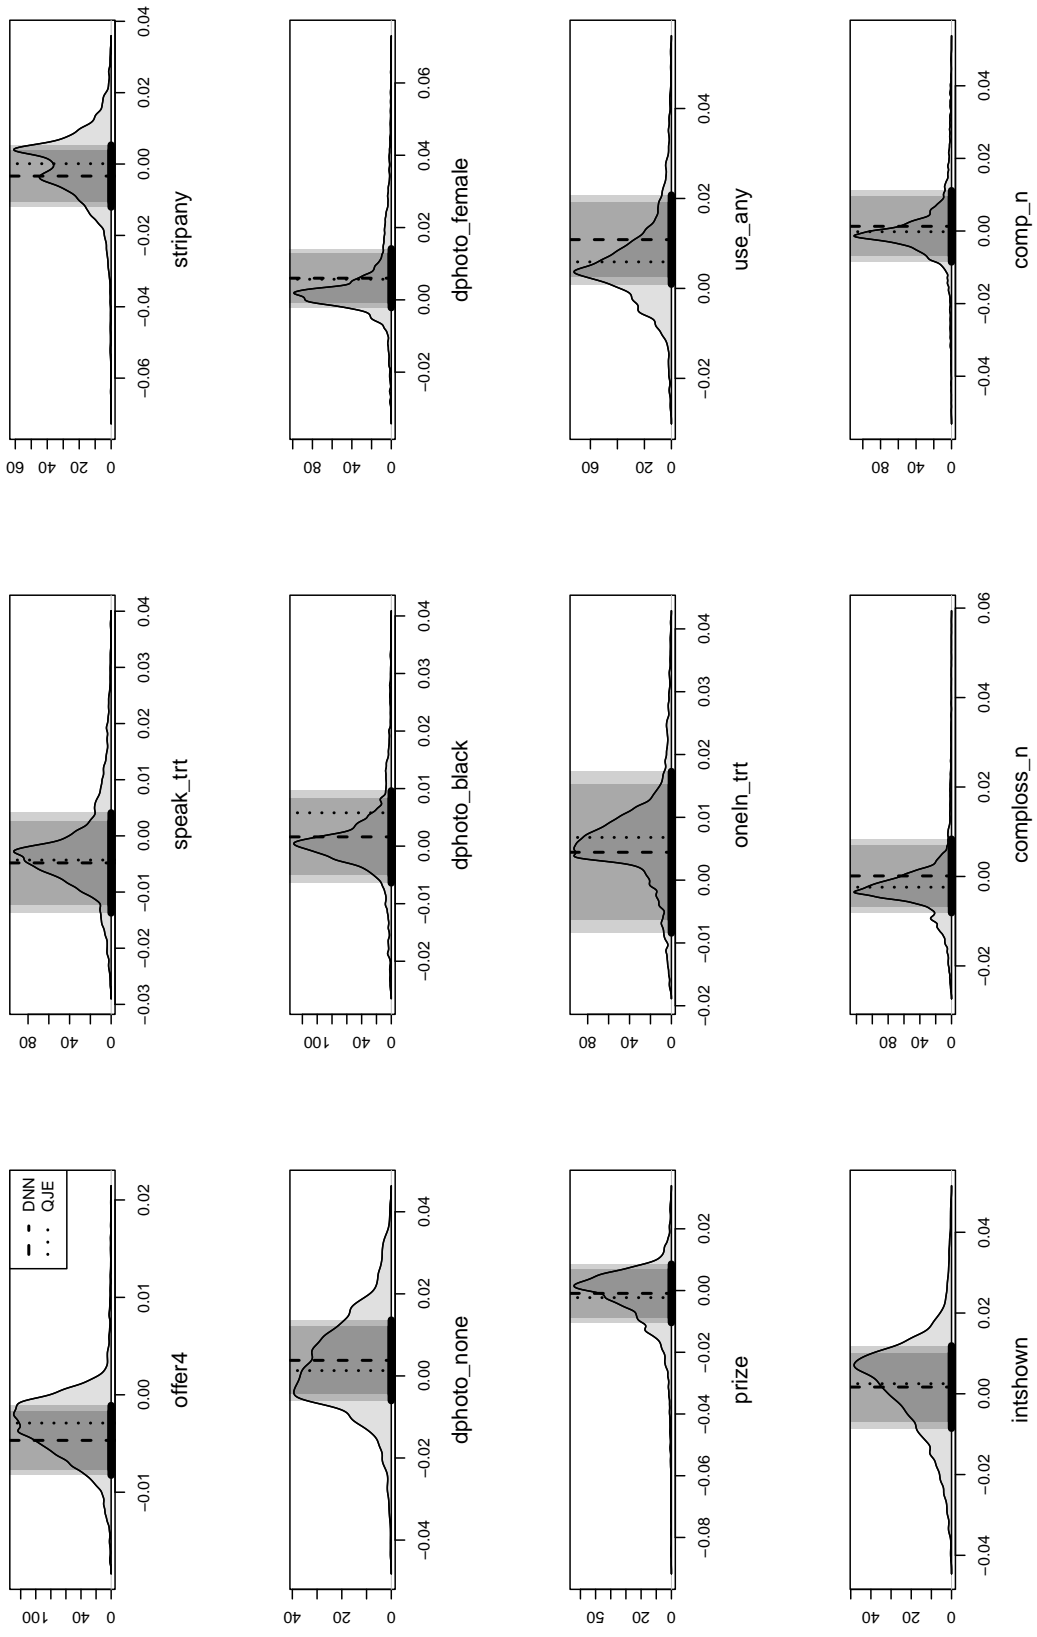 DNN
QJE
0 40 100
−0.01 0.00 0.01 0.02
offer4
0 40 80
−0.03 −0.02 −0.01 0.00 0.01 0.02 0.03 0.04
speak_trt
0 20 40 60
−0.06 −0.04 −0.02 0.00 0.02 0.04
stripany
0 20 40
−0.04 −0.02 0.00 0.02 0.04
dphoto_none
0 40 100
−0.02 −0.01 0.00 0.01 0.02 0.03 0.04
dphoto_black
0 40 80
−0.02 0.00 0.02 0.04 0.06
dphoto_female
0 20 50
−0.08 −0.06 −0.04 −0.02 0.00 0.02
prize
0 40 80
−0.02 −0.01 0.00 0.01 0.02 0.03 0.04
oneln_trt
0 20 60
−0.02 0.00 0.02 0.04
use_any
0 20 40
−0.04 −0.02 0.00 0.02 0.04
intshown
0 40 80
−0.02 0.00 0.02 0.04 0.06
comploss_n
0 40 80
−0.04 −0.02 0.00 0.02 0.04
comp_n